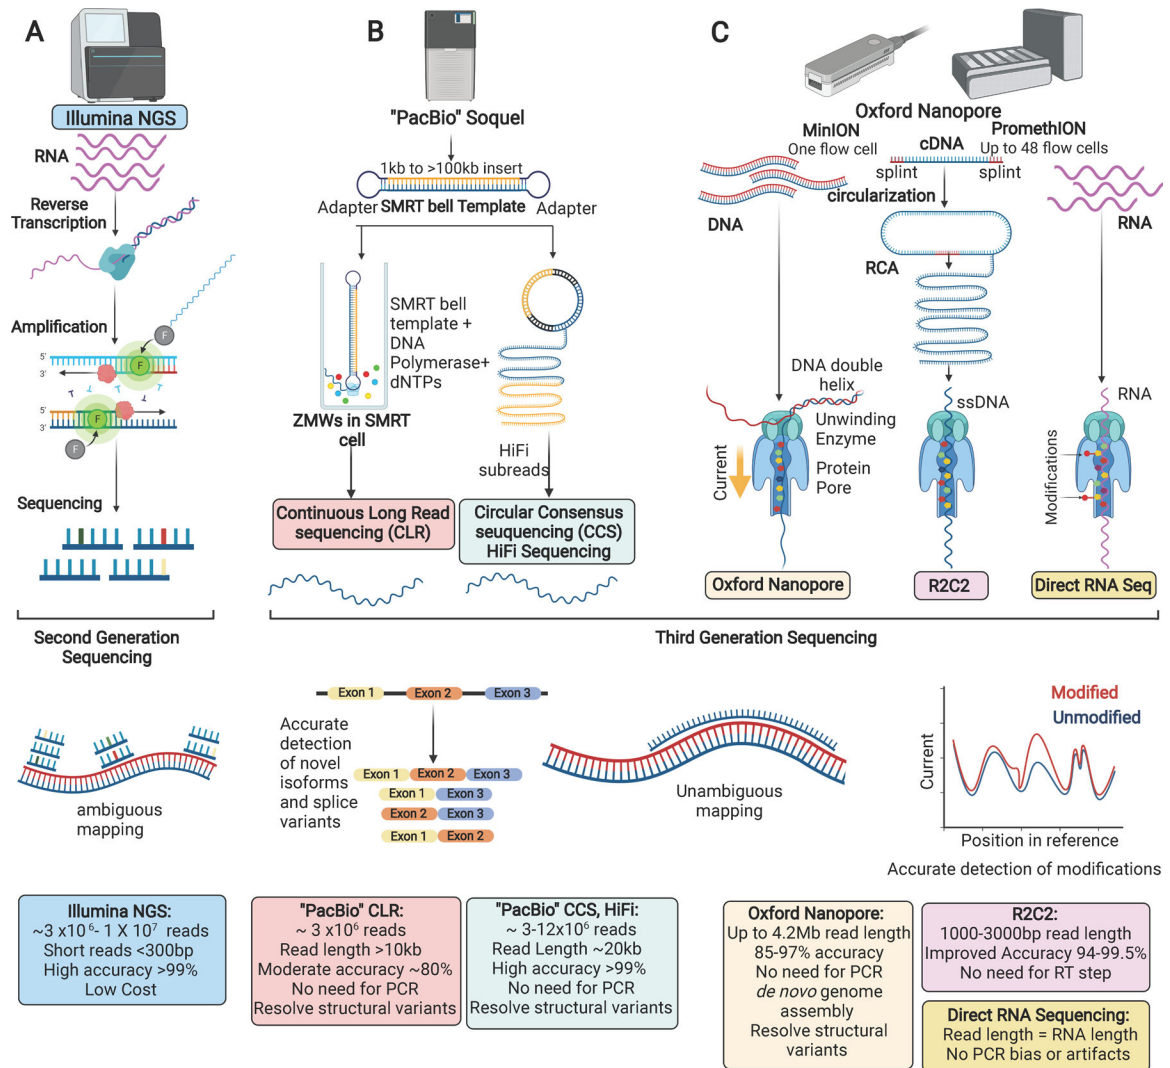 A
Illumina NGS
RNA
Reverse
Transcription
Amplification
F
5'
3'
F
5'
3'
F
F
Sequencing
Second Generation
Sequencing
ambiguous
mapping
B
"PacBio" Soquel
1kb to >100kb insert
Adapter
SMRT bell Template
Adapter
SMRT bell
template +
DNA
Polymerase+
dNTPs
ZMWs in SMRT
cell
HiFi
subreads
Continuous Long Read
sequencing (CLR)
Circular Consensus
seuquencing (CCS)
HiFi Sequencing
C
Oxford Nanopore
MinION
One flow cell
cDNA
PromethION
Up to 48 flow cells
splint
splint
circularization
DNA
RCA
RNA
DNA double
helix
Unwinding
Enzyme
Protein
Pore
Current
ssDNA
RNA
Modifications
Oxford Nanopore
R2C2
Direct RNA Seq
Third Generation Sequencing
Exon 1
Exon 2
Exon 3
Accurate
detection
of novel
isoforms
and splice
variants
Exon 1
Exon 2
Exon 3
Exon 1
Exon 3
Exon 2
Exon 3
Exon 1
Exon 2
Unambiguous
mapping
Modified
Unmodified
Current
Position in reference
Accurate detection of modifications
Illumina NGS:
~3 x10⁶- 1 X 10⁷ reads
Short reads <300bp
High accuracy >99%
Low Cost
"PacBio" CLR:
~ 3 x10⁶ reads
Read length >10kb
Moderate accuracy ~80%
No need for PCR
Resolve structural variants
"PacBio" CCS, HiFi:
~ 3-12x10⁶ reads
Read Length ~20kb
High accuracy >99%
No need for PCR
Resolve structural variants
Oxford Nanopore:
Up to 4.2Mb read length
85-97% accuracy
No need for PCR
de novo genome
assembly
Resolve structural
variants
R2C2:
1000-3000bp read length
Improved Accuracy 94-99.5%
No need for RT step
Direct RNA Sequencing:
Read length = RNA length
No PCR bias or artifacts